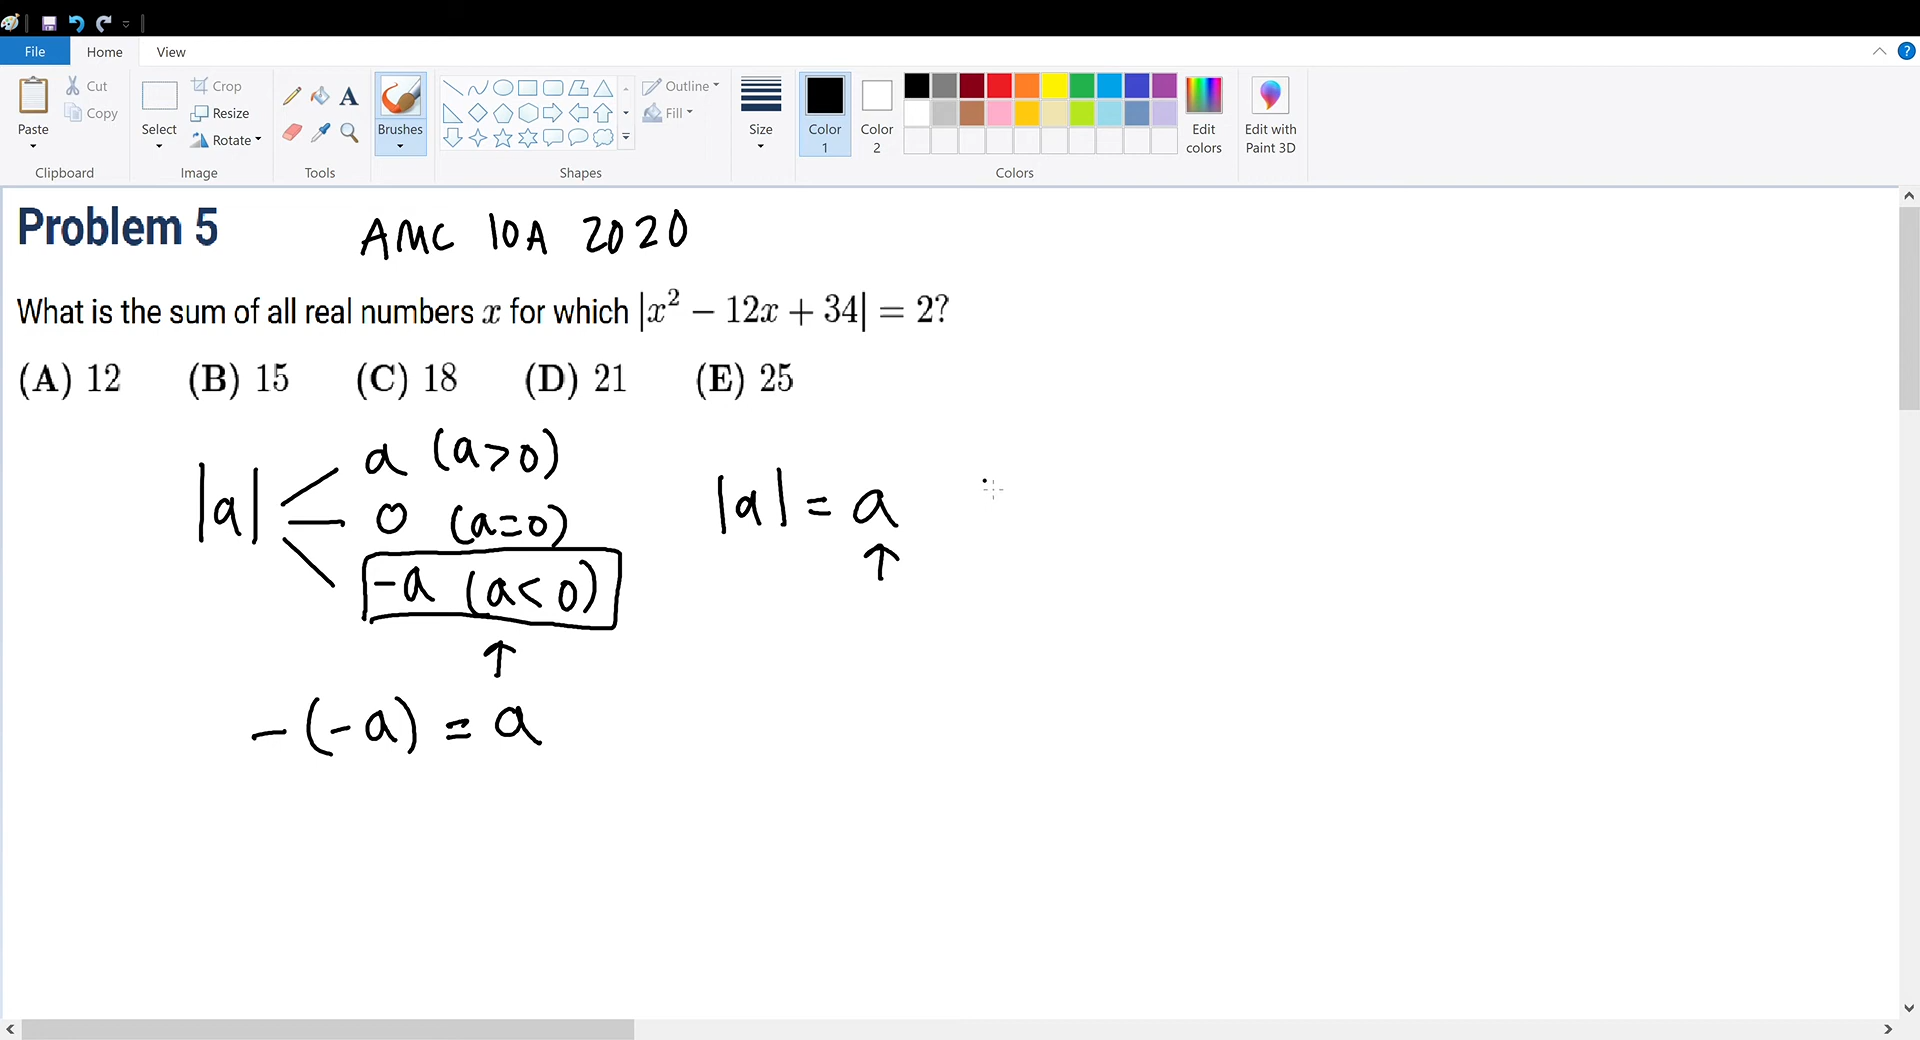 File Home View
Paste Cut Copy Clipboard
Select Crop Resize Rotate Image
A
Tools
Brushes
Shapes Outline Fill
Size
Color 1 Color 2 Colors
Edit colors
Edit with Paint 3D
?
Problem 5 AMC 10A 2020
What is the sum of all real numbers x for which |x² − 12x + 34| = 2?
(A) 12 (B) 15 (C) 18 (D) 21 (E) 25
|a| a (a>0)
0 (a=0)
-a (a<0)
↑
-(-a) = a
|a| = a
↑